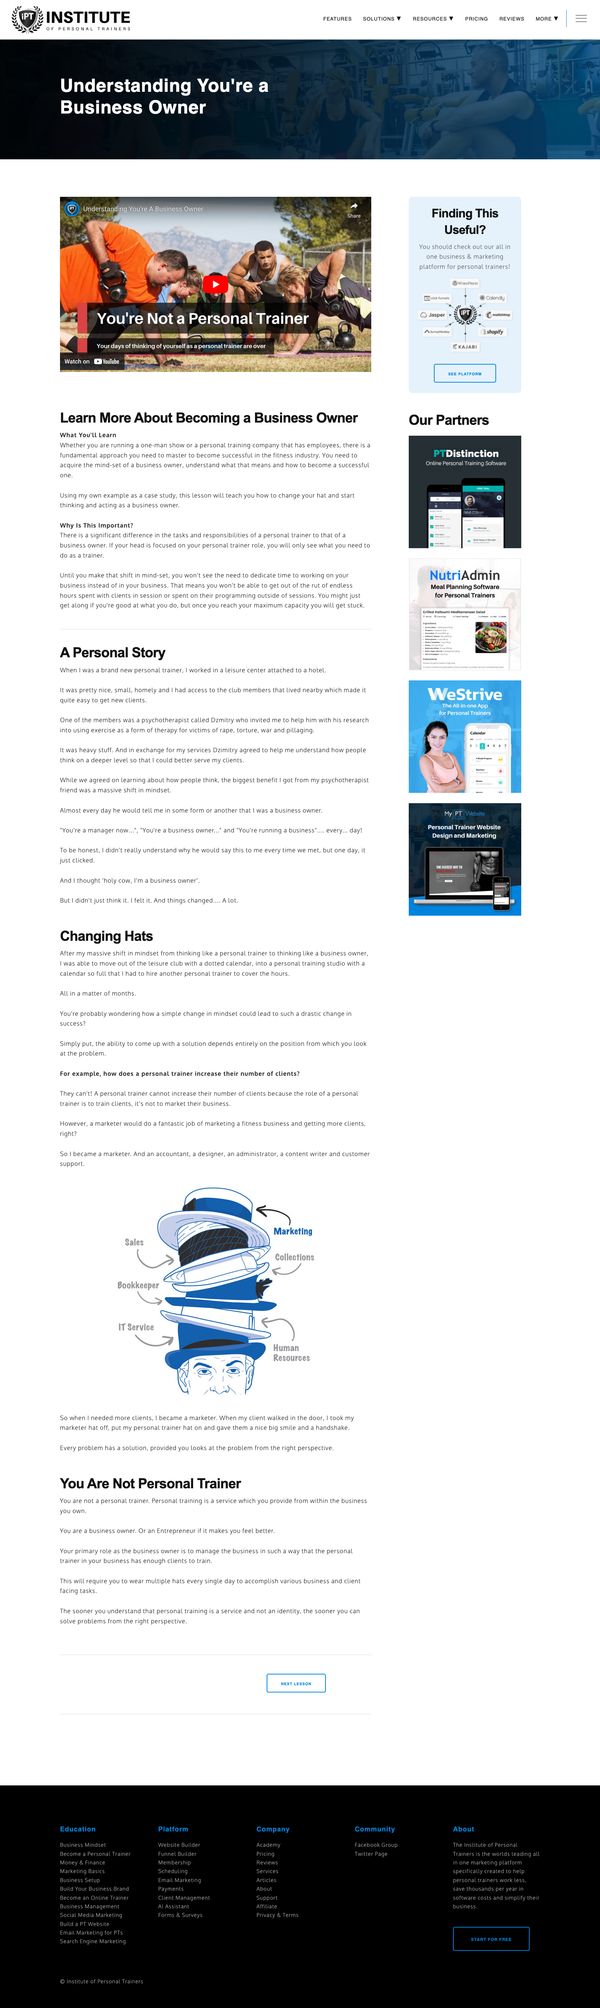 IPT
INSTITUTE
OF PERSONAL TRAINERS
FEATURES
SOLUTIONS ▼
RESOURCES ▼
PRICING
REVIEWS
MORE ▼
Understanding You're a
Business Owner
Understanding You're A Business Owner
Share
You're Not a Personal Trainer
Your days of thinking of yourself as a personal trainer are over
Watch on YouTube
Finding This
Useful?
You should check out our all in
one business & marketing
platform for personal trainers!
WordPress
Calendly
Jasper
IPT
mailchimp
shopify
KAJABI
SEE PLATFORM
Learn More About Becoming a Business Owner
What You'll Learn
Whether you are running a one-man show or a personal training company that has employees, there is a
fundamental approach you need to master to become successful in the fitness industry. You need to
acquire the mind-set of a business owner, understand what that means and how to become a successful
one.
Using my own example as a case study, this lesson will teach you how to change your hat and start
thinking and acting as a business owner.
Why Is This Important?
There is a significant difference in the tasks and responsibilities of a personal trainer to that of a
business owner. If your head is focused on your personal trainer role, you will only see what you need to
do as a trainer.
Until you make that shift in mind-set, you won't see the need to dedicate time to working on your
business instead of in your business. That means you won't be able to get out of the rut of endless
hours spent with clients in session or spent on their programming outside of sessions. You might just
get along if you're good at what you do, but once you reach your maximum capacity you will get stuck.
Our Partners
PTDistinction
Online Personal Training Software
NutriAdmin
Meal Planning Software
for Personal Trainers
WeStrive
The All in one App
for Personal Trainers
Calendar
My PT Website
Personal Trainer Website
Design and Marketing
A Personal Story
When I was a brand new personal trainer, I worked in a leisure center attached to a hotel.
It was pretty nice, small, homely and I had access to the club members that lived nearby which made it
quite easy to get new clients.
One of the members was a psychotherapist called Dzmitry who invited me to help him with his research
into using exercise as a form of therapy for victims of rape, torture, war and pillaging.
It was heavy stuff. And in exchange for my services Dzimitry agreed to help me understand how people
think on a deeper level so that I could better serve my clients.
While we agreed on learning about how people think, the biggest benefit I got from my psychotherapist
friend was a massive shift in mindset.
Almost every day he would tell me in some form or another that I was a business owner.
"You're a manager now...", "You're a business owner..." and "You're running a business".... every... day!
To be honest, I didn't really understand why he would say this to me every time we met, but one day, it
just clicked.
And I thought 'holy cow, I'm a business owner'.
But I didn't just think it. I felt it. And things changed.... A lot.
Changing Hats
After my massive shift in mindset from thinking like a personal trainer to thinking like a business owner,
I was able to move out of the leisure club with a dotted calendar, into a personal training studio with a
calendar so full that I had to hire another personal trainer to cover the hours.
All in a matter of months.
You're probably wondering how a simple change in mindset could lead to such a drastic change in
success?
Simply put, the ability to come up with a solution depends entirely on the position from which you look
at the problem.
For example, how does a personal trainer increase their number of clients?
They can't! A personal trainer cannot increase their number of clients because the role of a personal
trainer is to train clients, it's not to market their business.
However, a marketer would do a fantastic job of marketing a fitness business and getting more clients,
right?
So I became a marketer. And an accountant, a designer, an administrator, a content writer and customer
support.
Marketing
Sales
Collections
Bookkeeper
IT Service
Human
Resources
So when I needed more clients, I became a marketer. When my client walked in the door, I took my
marketer hat off, put my personal trainer hat on and gave them a nice big smile and a handshake.
Every problem has a solution, provided you looks at the problem from the right perspective.
You Are Not Personal Trainer
You are not a personal trainer. Personal training is a service which you provide from within the business
you own.
You are a business owner. Or an Entrepreneur if it makes you feel better.
Your primary role as the business owner is to manage the business in such a way that the personal
trainer in your business has enough clients to train.
This will require you to wear multiple hats every single day to accomplish various business and client
facing tasks.
The sooner you understand that personal training is a service and not an identity, the sooner you can
solve problems from the right perspective.
NEXT LESSON
Education
Business Mindset
Become a Personal Trainer
Money & Finance
Marketing Basics
Business Setup
Build Your Business Brand
Become an Online Trainer
Business Management
Social Media Marketing
Build a PT Website
Email Marketing for PTs
Search Engine Marketing
Platform
Website Builder
Funnel Builder
Membership
Scheduling
Email Marketing
Payments
Client Management
AI Assistant
Forms & Surveys
Company
Academy
Pricing
Reviews
Services
Articles
About
Support
Affiliate
Privacy & Terms
Community
Facebook Group
Twitter Page
About
The Institute of Personal
Trainers is the worlds leading all
in one marketing platform
specifically created to help
personal trainers work less,
save thousands per year in
software costs and simplify their
business.
START FOR FREE
© Institute of Personal Trainers